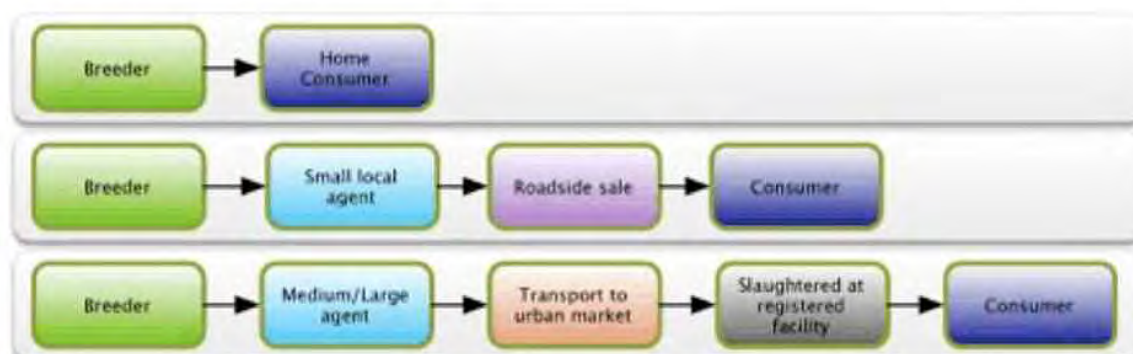 Breeder
Home
Consumer
Breeder
Small local
agent
Roadside sale
Consumer
Breeder
Medium/Large
agent
Transport to
urban market
Slaughtered at
registered
facility
Consumer